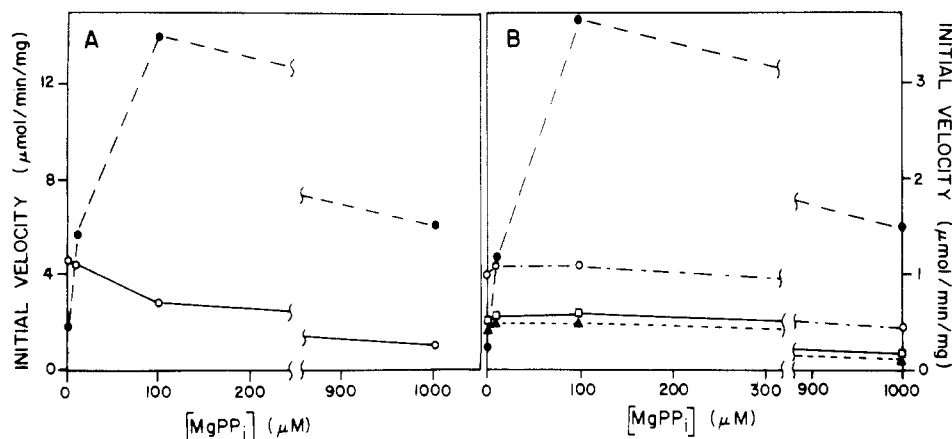 A
B
INITIAL VELOCITY (μmol/min/mg)
12
8
4
0
0 100 200 900 1000
[MgPPi] (μM)
0 100 200 300 900 1000
[MgPPi] (μM)
3
2
1
0
INITIAL VELOCITY (μmol/min/mg)